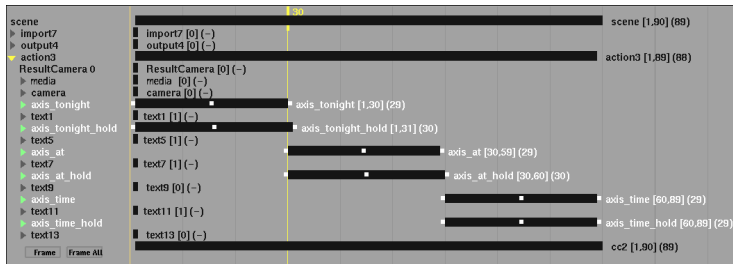 30
scene scene [1,90] (89)
import7 import7 [0] (-)
output4 output4 [0] (-)
action3 action3 [1,89] (88)
ResultCamera 0 ResultCamera [0] (-)
media media [0] (-)
camera camera [0] (-)
axis_tonight axis_tonight [1,30] (29)
text1 text1 [1] (-)
axis_tonight_hold axis_tonight_hold [1,31] (30)
text5 text5 [1] (-)
axis_at axis_at [30,59] (29)
text7 text7 [1] (-)
axis_at_hold axis_at_hold [30,60] (30)
text9 text9 [0] (-)
axis_time axis_time [60,89] (29)
text11 text11 [1] (-)
axis_time_hold axis_time_hold [60,89] (29)
text13 text13 [0] (-)
Frame Frame All cc2 [1,90] (89)